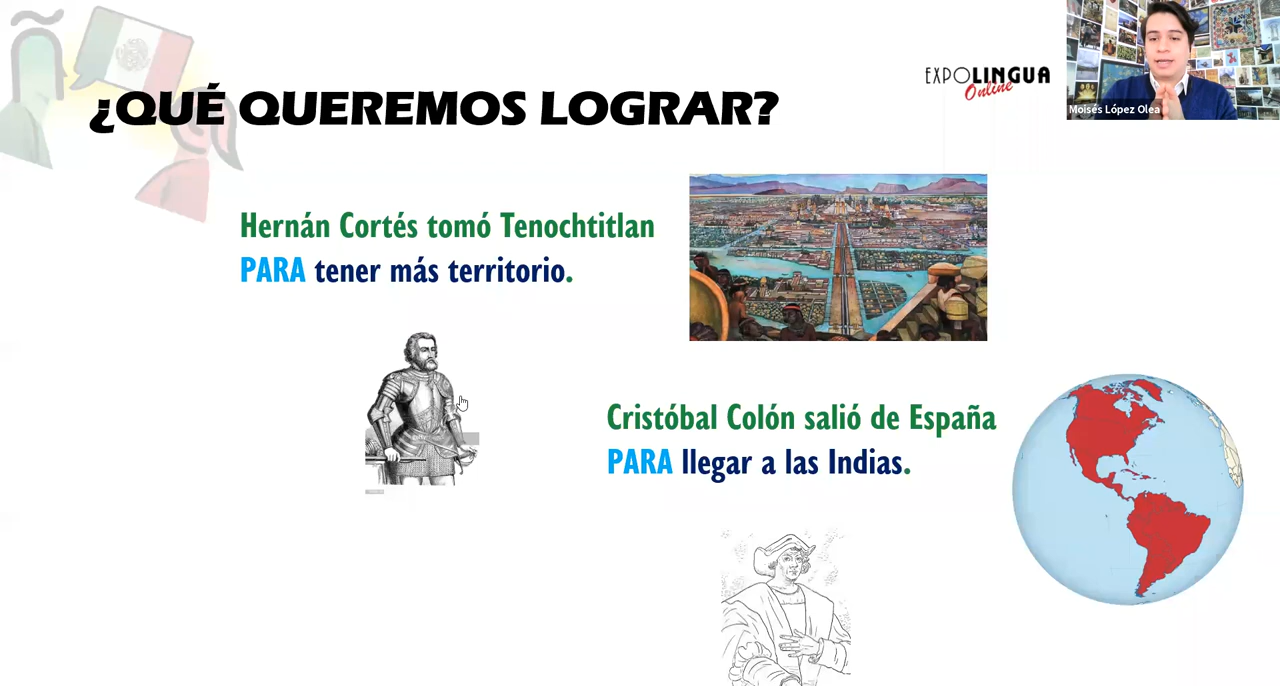 ¿QUÉ QUEREMOS LOGRAR?
EXPOLINGUA
Online
Moisés López Olea
Hernán Cortés tomó Tenochtitlan
PARA tener más territorio.
Cristóbal Colón salió de España
PARA llegar a las Indias.